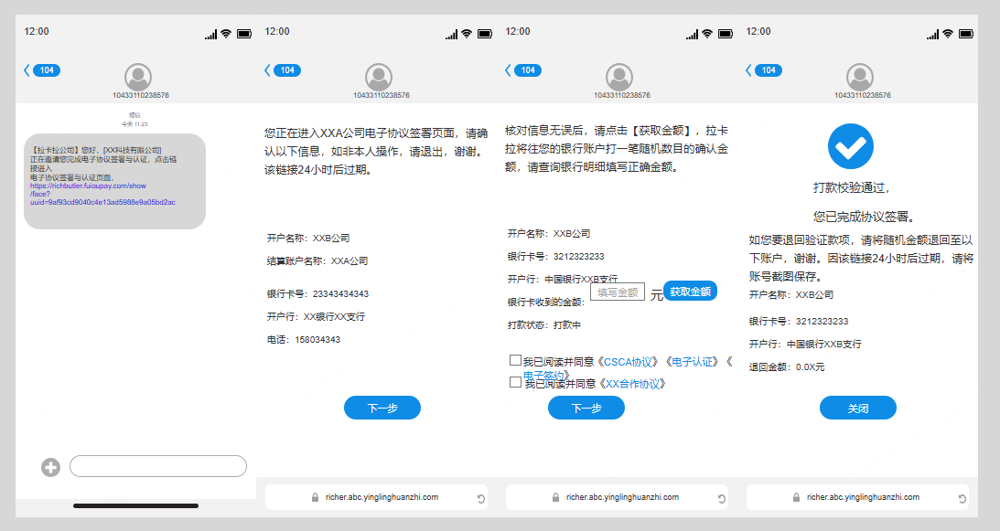 12:00
104
10433110238576
短信
今天 11:23
【拉卡拉公司】您好，[XX科技有限公司]
正在邀请您完成电子协议签署与认证，点击链
接进入
电子协议签署与认证页面，
https://richbutler.fuioupay.com/show
/face?
uuid=9af93cd9040c4e13ad5988e9a05bd2ac
12:00
104
10433110238576
您正在进入XXA公司电子协议签署页面，请确
认以下信息，如非本人操作，请退出，谢谢。
该链接24小时后过期。
开户名称：XXB公司
结算账户名称：XXA公司
银行卡号：23343434343
开户行：XX银行XX支行
电话：158034343
下一步
richer.abc.yinglinghuanzhi.com
12:00
104
10433110238576
核对信息无误后，请点击【获取金额】，拉卡
拉将往您的银行账户打一笔随机数目的确认金
额，请查询银行明细填写正确金额。
开户名称：XXB公司
银行卡号：3212323233
开户行：中国银行XXB支行
银行卡收到的金额：
填写金额
元
获取金额
打款状态：打款中
我已阅读并同意《CSCA协议》《电子认证》《
电子签约》
我已阅读并同意《XX合作协议》
下一步
richer.abc.yinglinghuanzhi.com
12:00
104
10433110238576
打款校验通过，
您已完成协议签署。
如您要退回验证款项，请将随机金额退回至以
下账户，谢谢。因该链接24小时后过期，请将
账号截图保存。
开户名称：XXB公司
银行卡号：3212323233
开户行：中国银行XXB支行
退回金额：0.0X元
关闭
richer.abc.yinglinghuanzhi.com